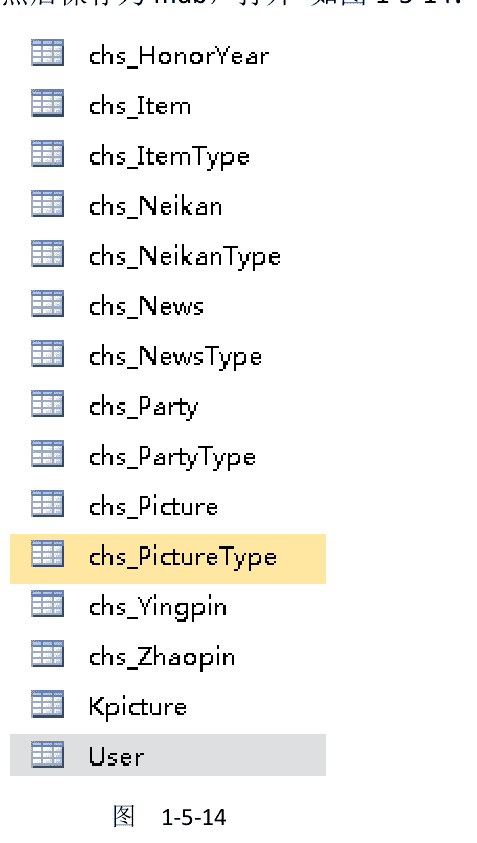 然后保存为 mdb，打开 如图 1-5-14：
chs_HonorYear
chs_Item
chs_ItemType
chs_Neikan
chs_NeikanType
chs_News
chs_NewsType
chs_Party
chs_PartyType
chs_Picture
chs_PictureType
chs_Yingpin
chs_Zhaopin
Kpicture
User
图 1-5-14